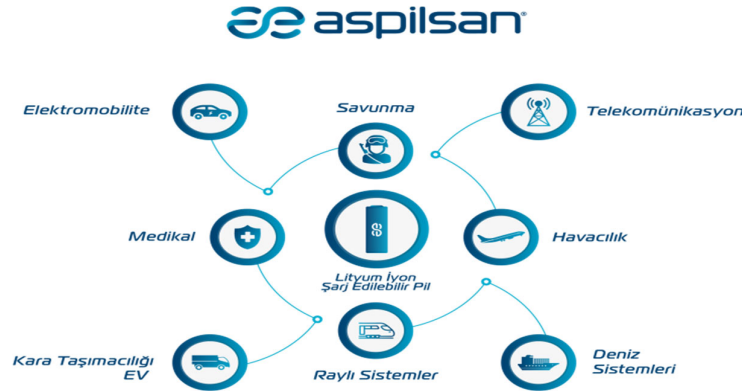 aspilsan
Elektromobilite
Savunma
Telekomünikasyon
Medikal
Havacılık
Lityum İyon
Şarj Edilebilir Pil
Kara Taşımacılığı
EV
Raylı Sistemler
Deniz
Sistemleri